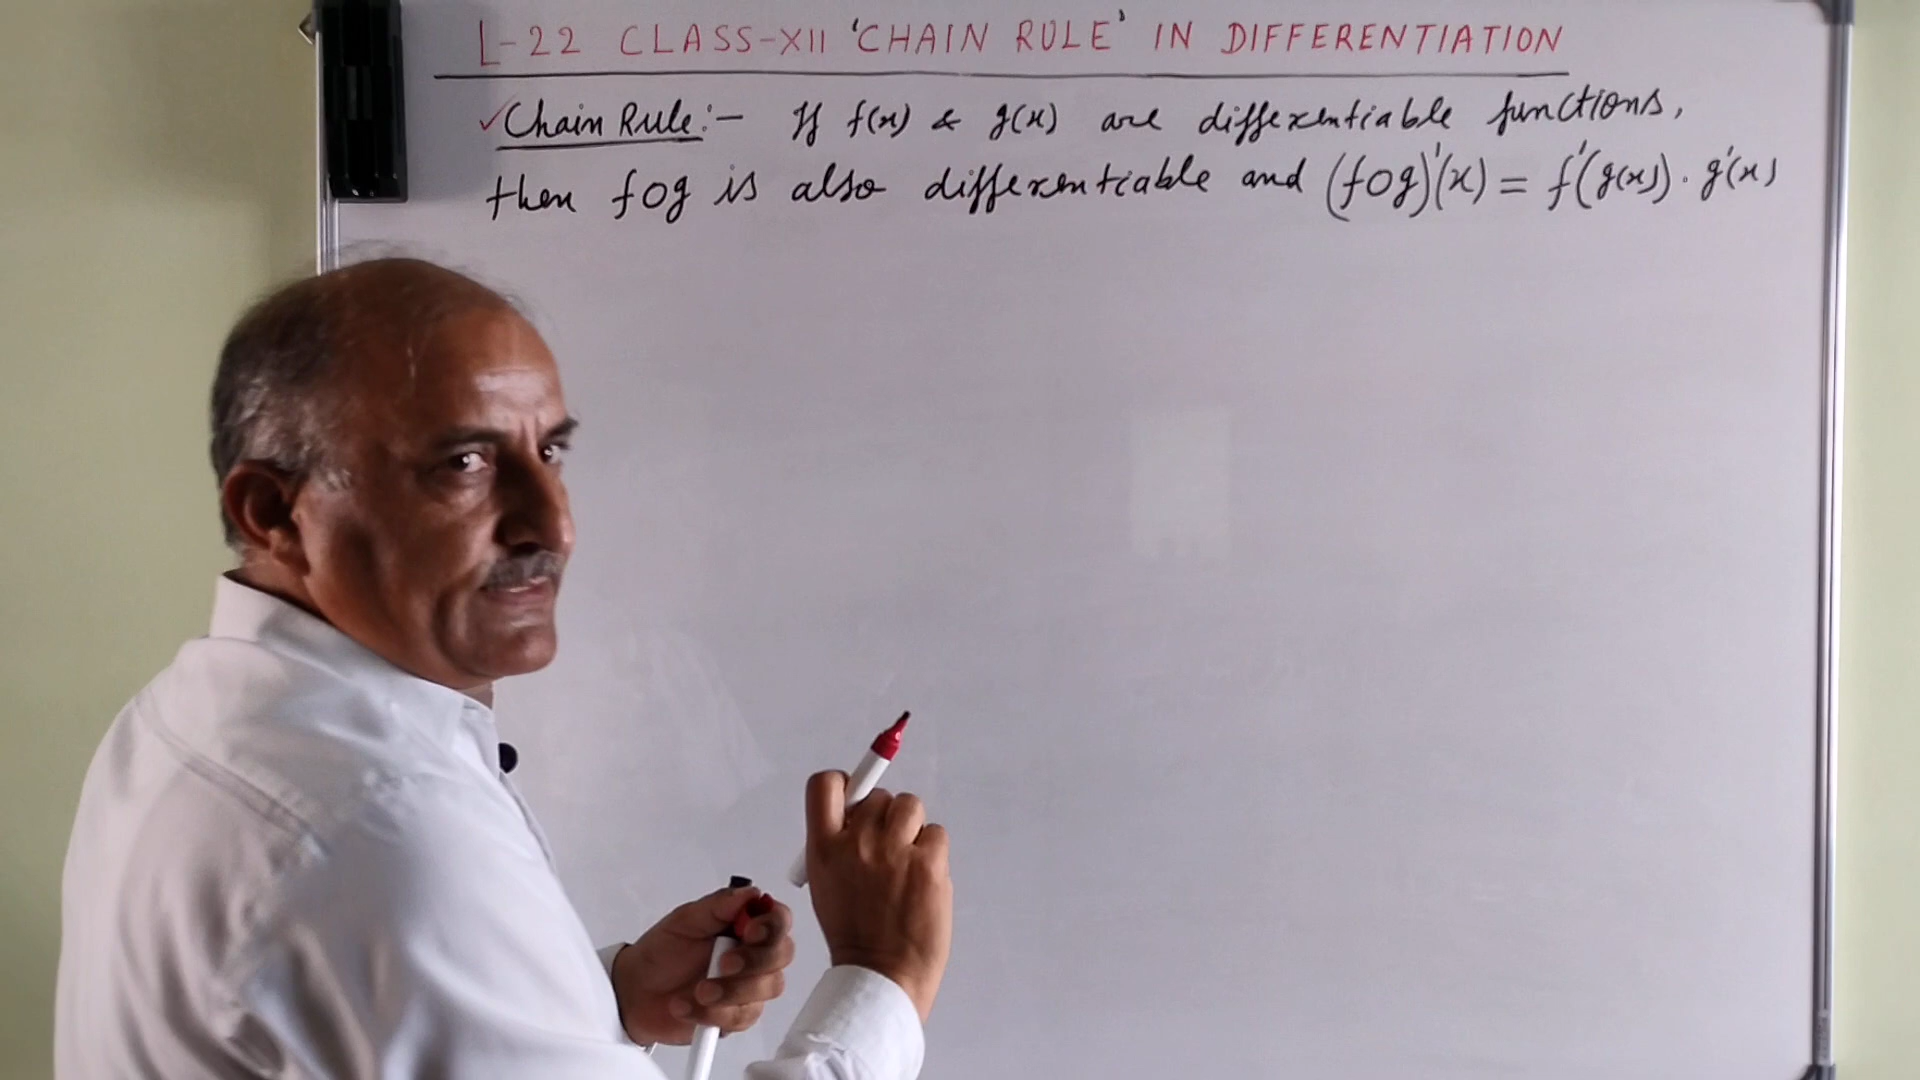 L-22 CLASS-XII 'CHAIN RULE' IN DIFFERENTIATION
✓Chain Rule:- If f(x) & g(x) are differentiable functions,
then fog is also differentiable and (fog)'(x) = f'(g(x)). g'(x)